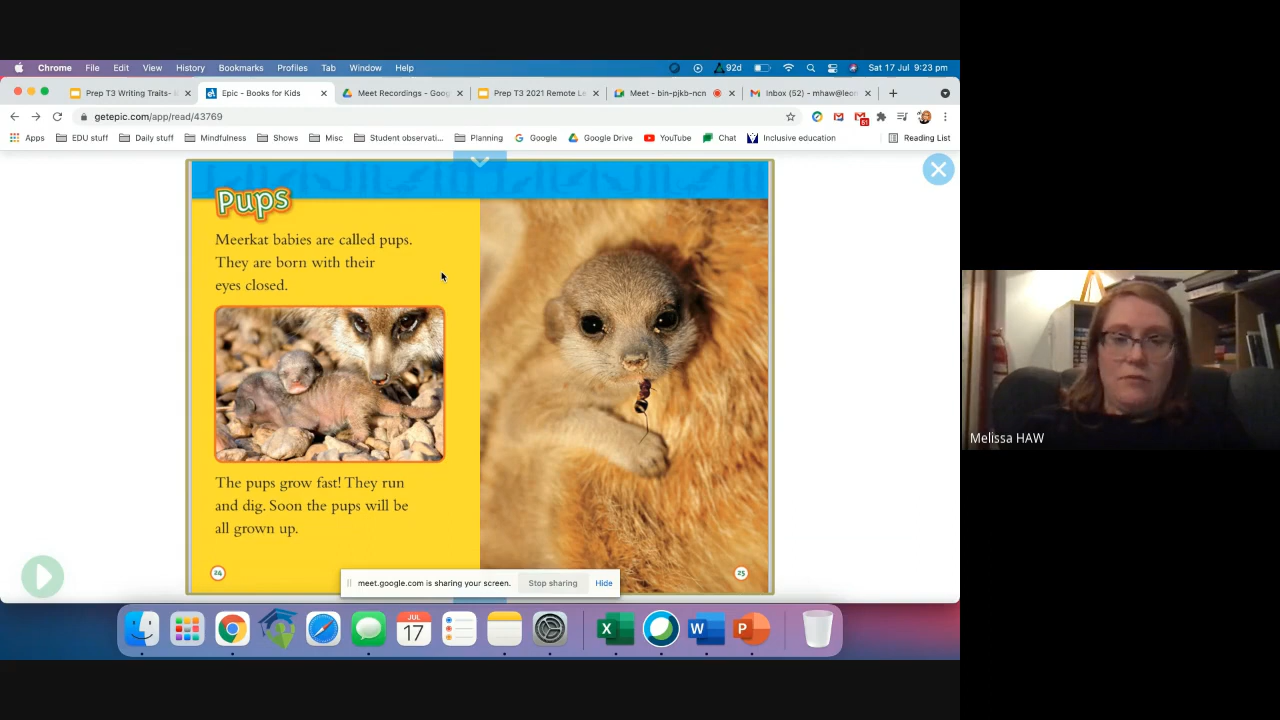 Chrome File Edit View History Bookmarks Profiles Tab Window Help
92d
Sat 17 Jul 9:23 pm
Prep T3 Writing Traits-
Epic - Books for Kids
Meet Recordings - Goog
Prep T3 2021 Remote Le
Meet - bin-pjkb-ncn
Inbox (52) - mhaw@leon
getepic.com/app/read/43769
Apps EDU stuff Daily stuff Mindfulness Shows Misc Student observati... Planning Google Google Drive YouTube Chat Inclusive education Reading List
Pups
Meerkat babies are called pups.
They are born with their
eyes closed.
The pups grow fast! They run
and dig. Soon the pups will be
all grown up.
24
25
meet.google.com is sharing your screen. Stop sharing Hide
JUL
17
X
W
P
Melissa HAW